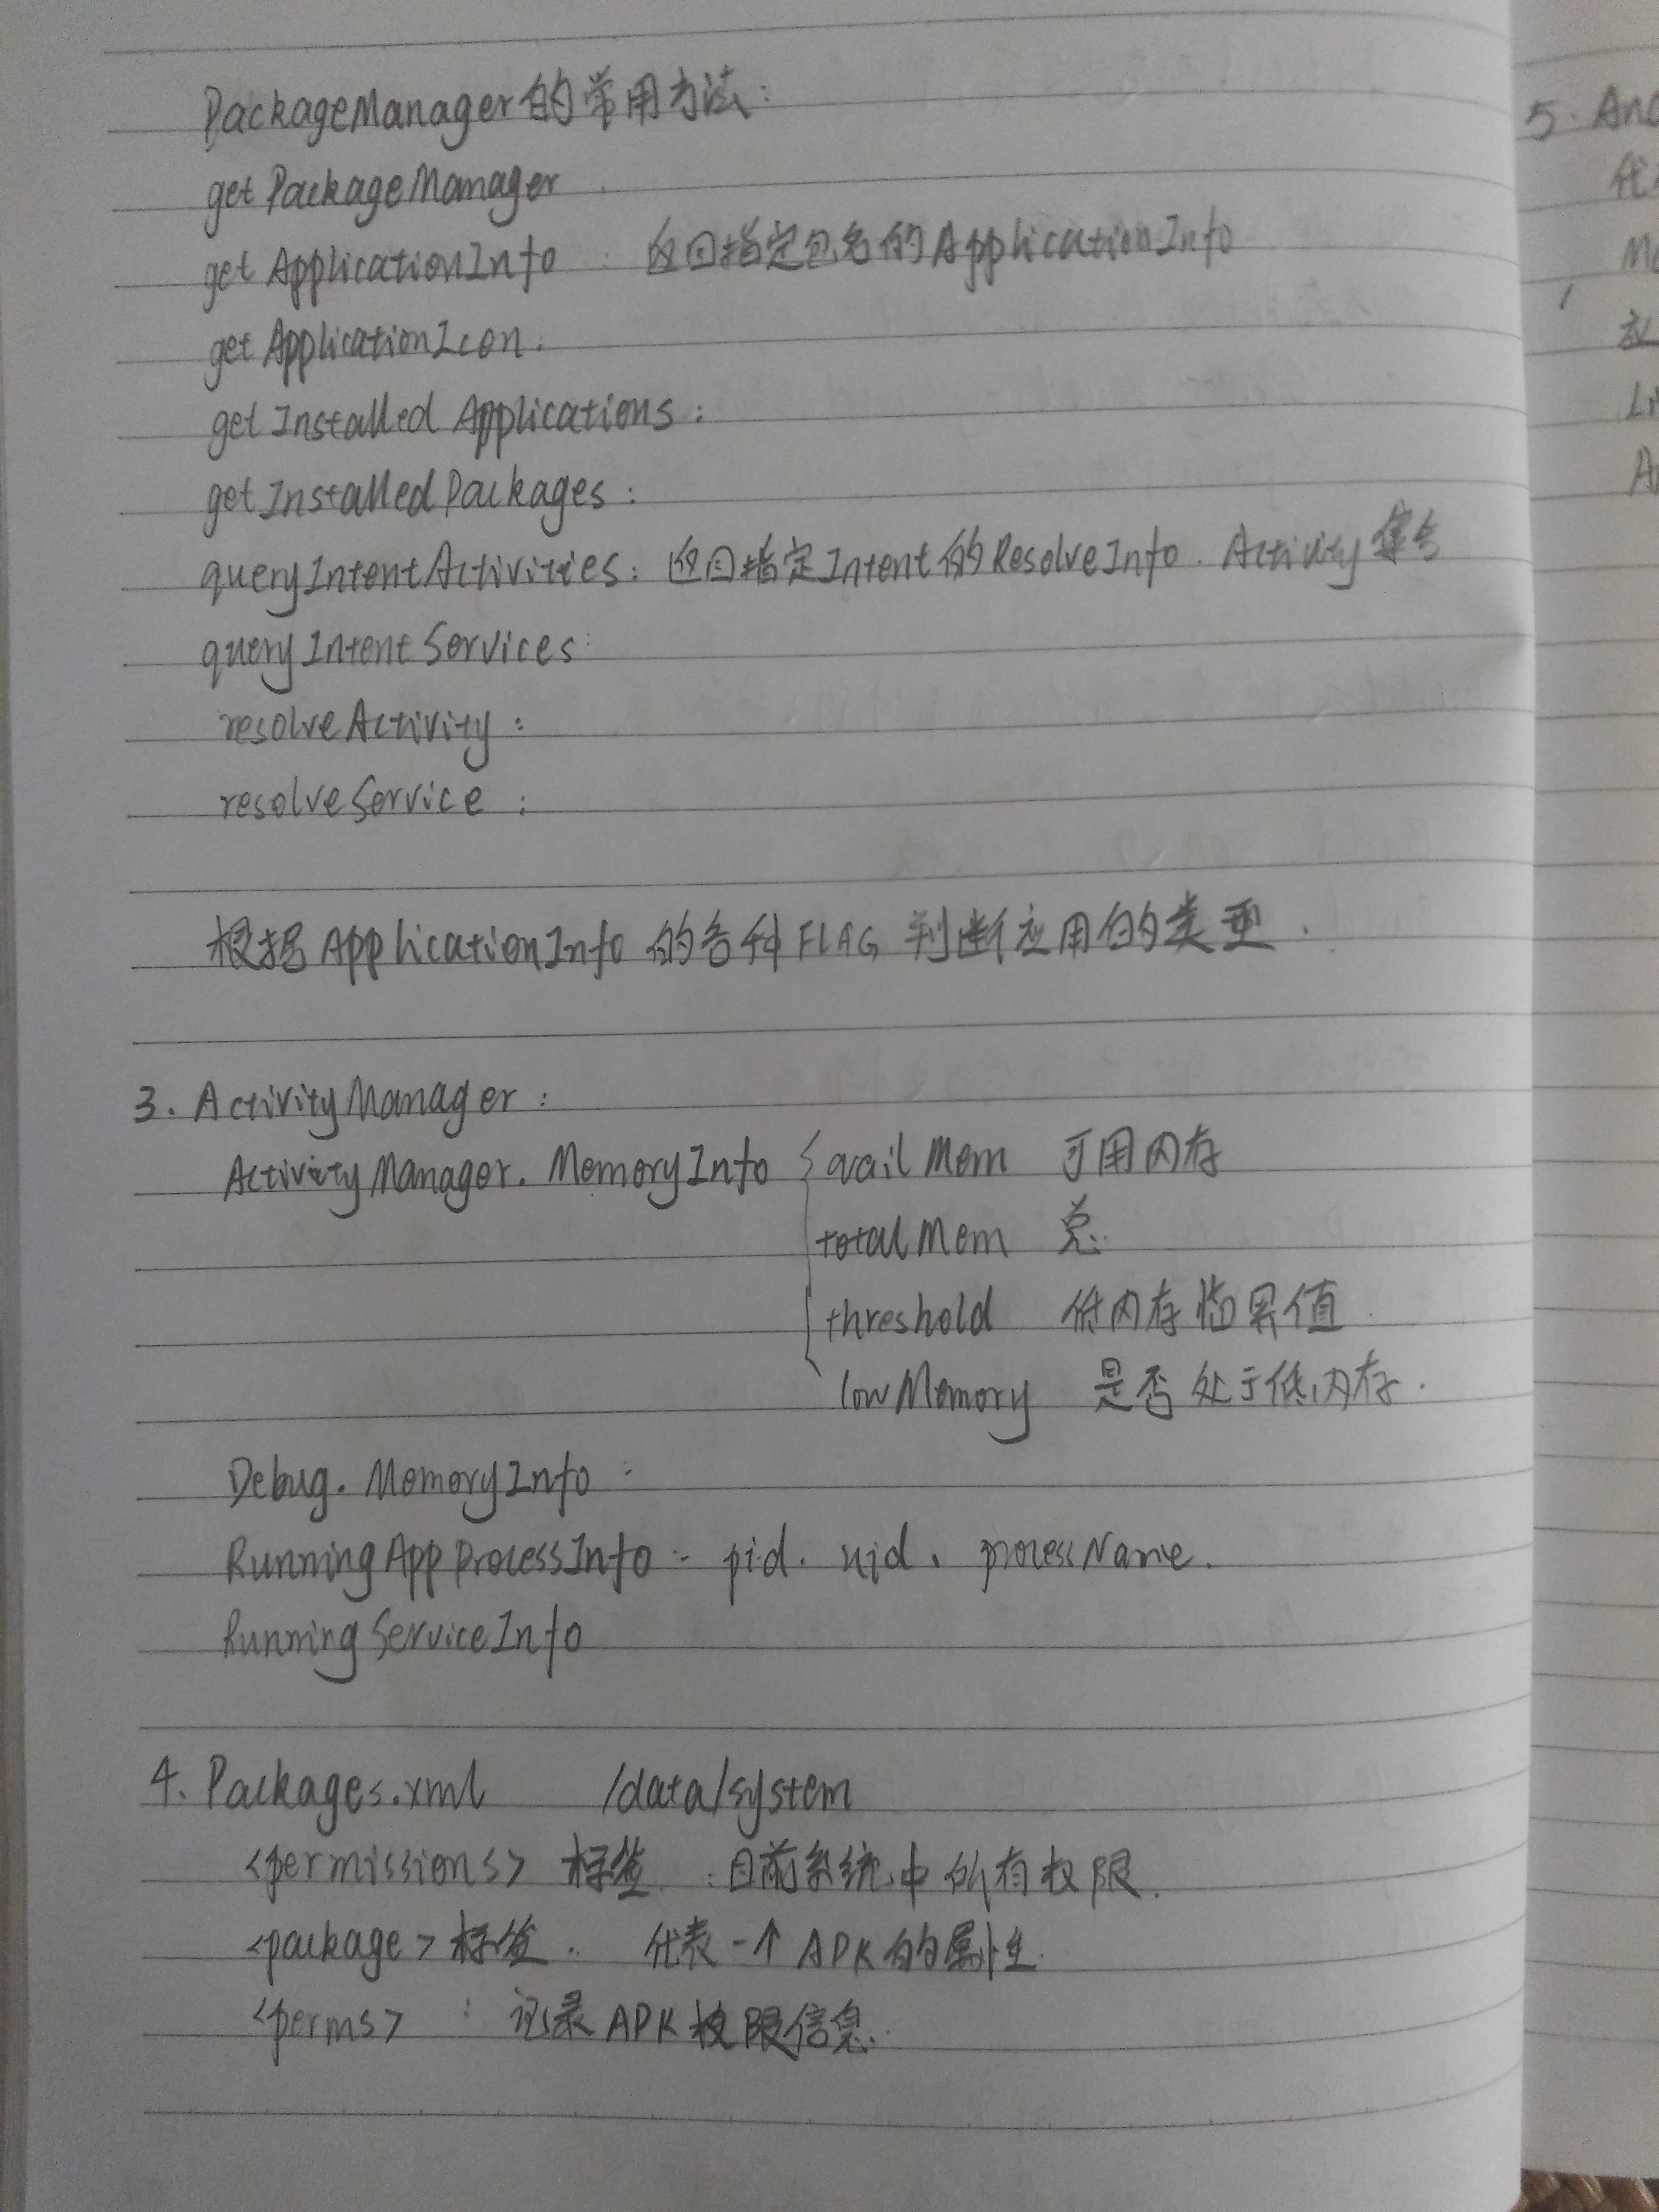 PackageManager的常用方法:
getPackageManager
getApplicationInfo : 返回指定包名的ApplicationInfo
getApplicationIcon:
getInstalledApplications:
getInstalledPackages:
queryIntentActivities: 返回指定Intent的ResolveInfo. Activity集合
queryIntentServices:
resolveActivity:
resolveService:
根据ApplicationInfo的各种FLAG 判断应用的类型.
3. ActivityManager:
ActivityManager.MemoryInfo { availMem 可用内存
totalMem 总
threshold 低内存临界值
lowMemory 是否处于低内存.
Debug.MemoryInfo:
RunningAppProcessInfo: pid. uid. processName.
RunningServiceInfo
4. Packages.xml /data/system
<permissions> 标签 : 目前系统中所有权限.
<package> 标签. 代表一个APK的属性.
<perms> : 记录APK权限信息.
5. And
Li